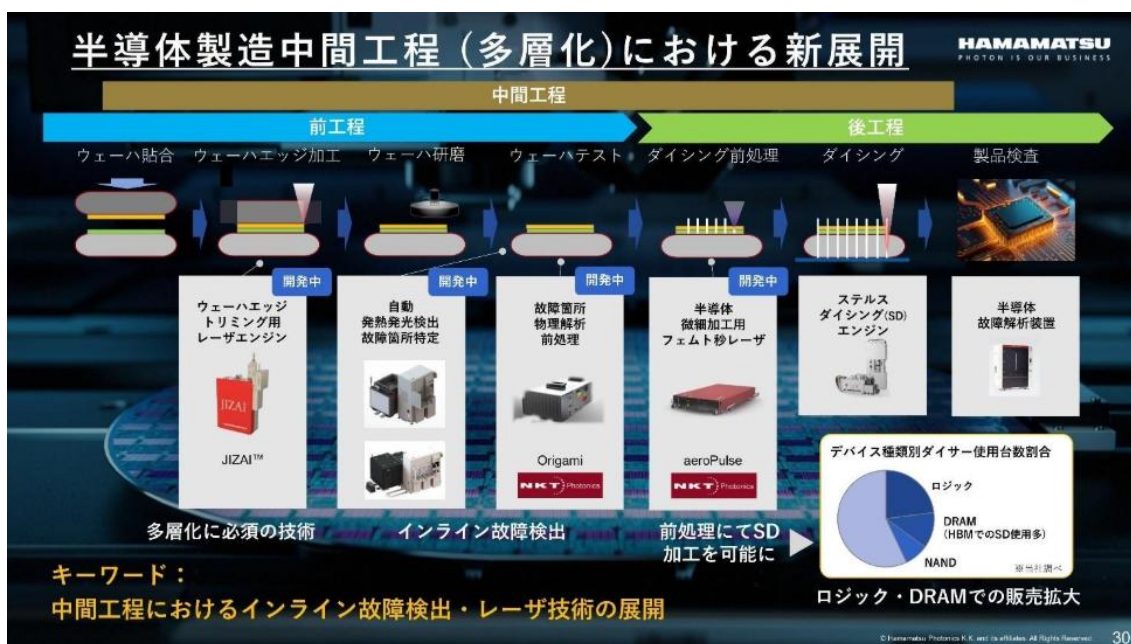 半導体製造中間工程 (多層化)における新展開
HAMAMATSU
PHOTON IS OUR BUSINESS
中間工程
前工程
後工程
ウェーハ貼合
ウェーハエッジ加工
ウェーハ研磨
ウェーハテスト
ダイシング前処理
ダイシング
製品検査
開発中
開発中
開発中
開発中
ウェーハエッジ
トリミング用
レーザエンジン
JIZAI
JIZAI™
自動
発熱発光検出
故障箇所特定
故障箇所
物理解析
前処理
Origami
NKT Photonics
半導体
微細加工用
フェムト秒レーザ
aeroPulse
NKT Photonics
ステルス
ダイシング(SD)
エンジン
半導体
故障解析装置
デバイス種類別ダイサー使用台数割合
ロジック
DRAM
(HBMでのSD使用多)
NAND
※当社調べ
多層化に必須の技術
インライン故障検出
前処理にてSD
加工を可能に
ロジック・DRAMでの販売拡大
キーワード：
中間工程におけるインライン故障検出・レーザ技術の展開
© Hamamatsu Photonics K.K. and its affiliates. All Rights Reserved.
30